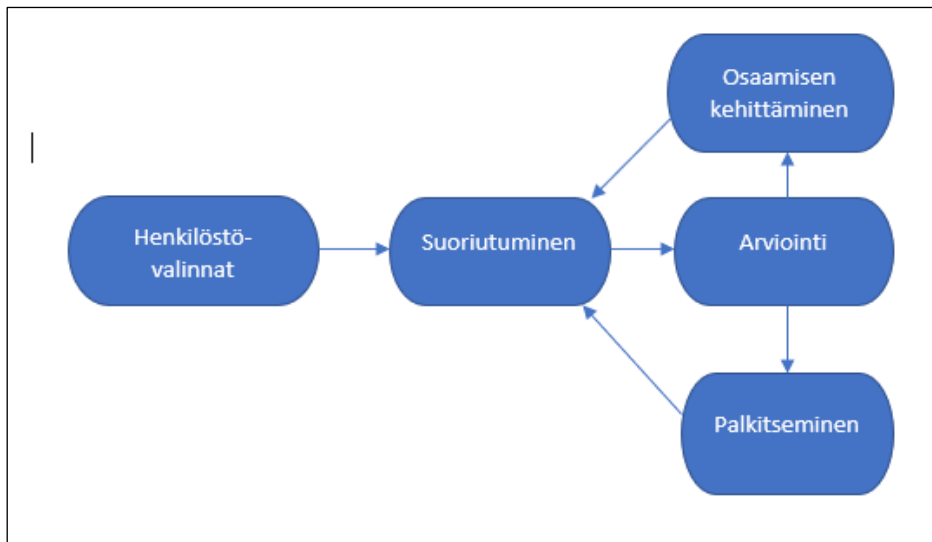 Osaamisen
kehittäminen
Henkilöstö-
valinnat
Suoriutuminen
Arviointi
Palkitseminen